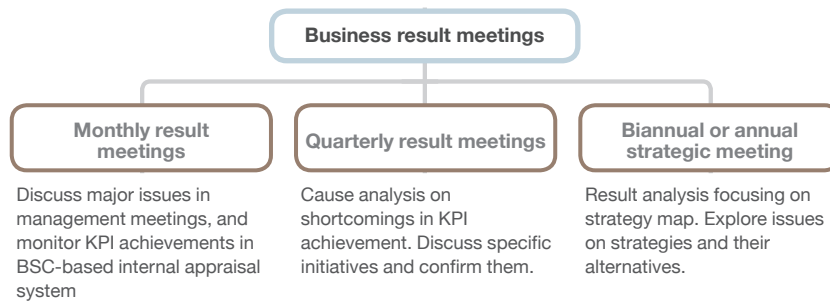 Business result meetings
Monthly result
meetings
Discuss major issues in
management meetings, and
monitor KPI achievements in
BSC-based internal appraisal
system
Quarterly result meetings
Cause analysis on
shortcomings in KPI
achievement. Discuss specific
initiatives and confirm them.
Biannual or annual
strategic meeting
Result analysis focusing on
strategy map. Explore issues
on strategies and their
alternatives.